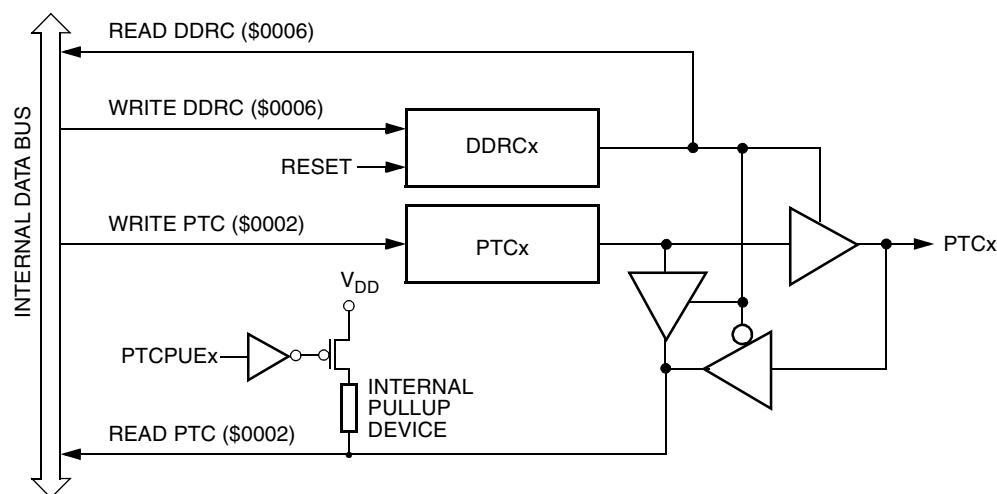 READ DDRC ($0006)
WRITE DDRC ($0006)
DDRCx
RESET
INTERNAL DATA BUS
WRITE PTC ($0002)
PTCx
PTCx
VDD
PTCPUEx
INTERNAL
PULLUP
DEVICE
READ PTC ($0002)